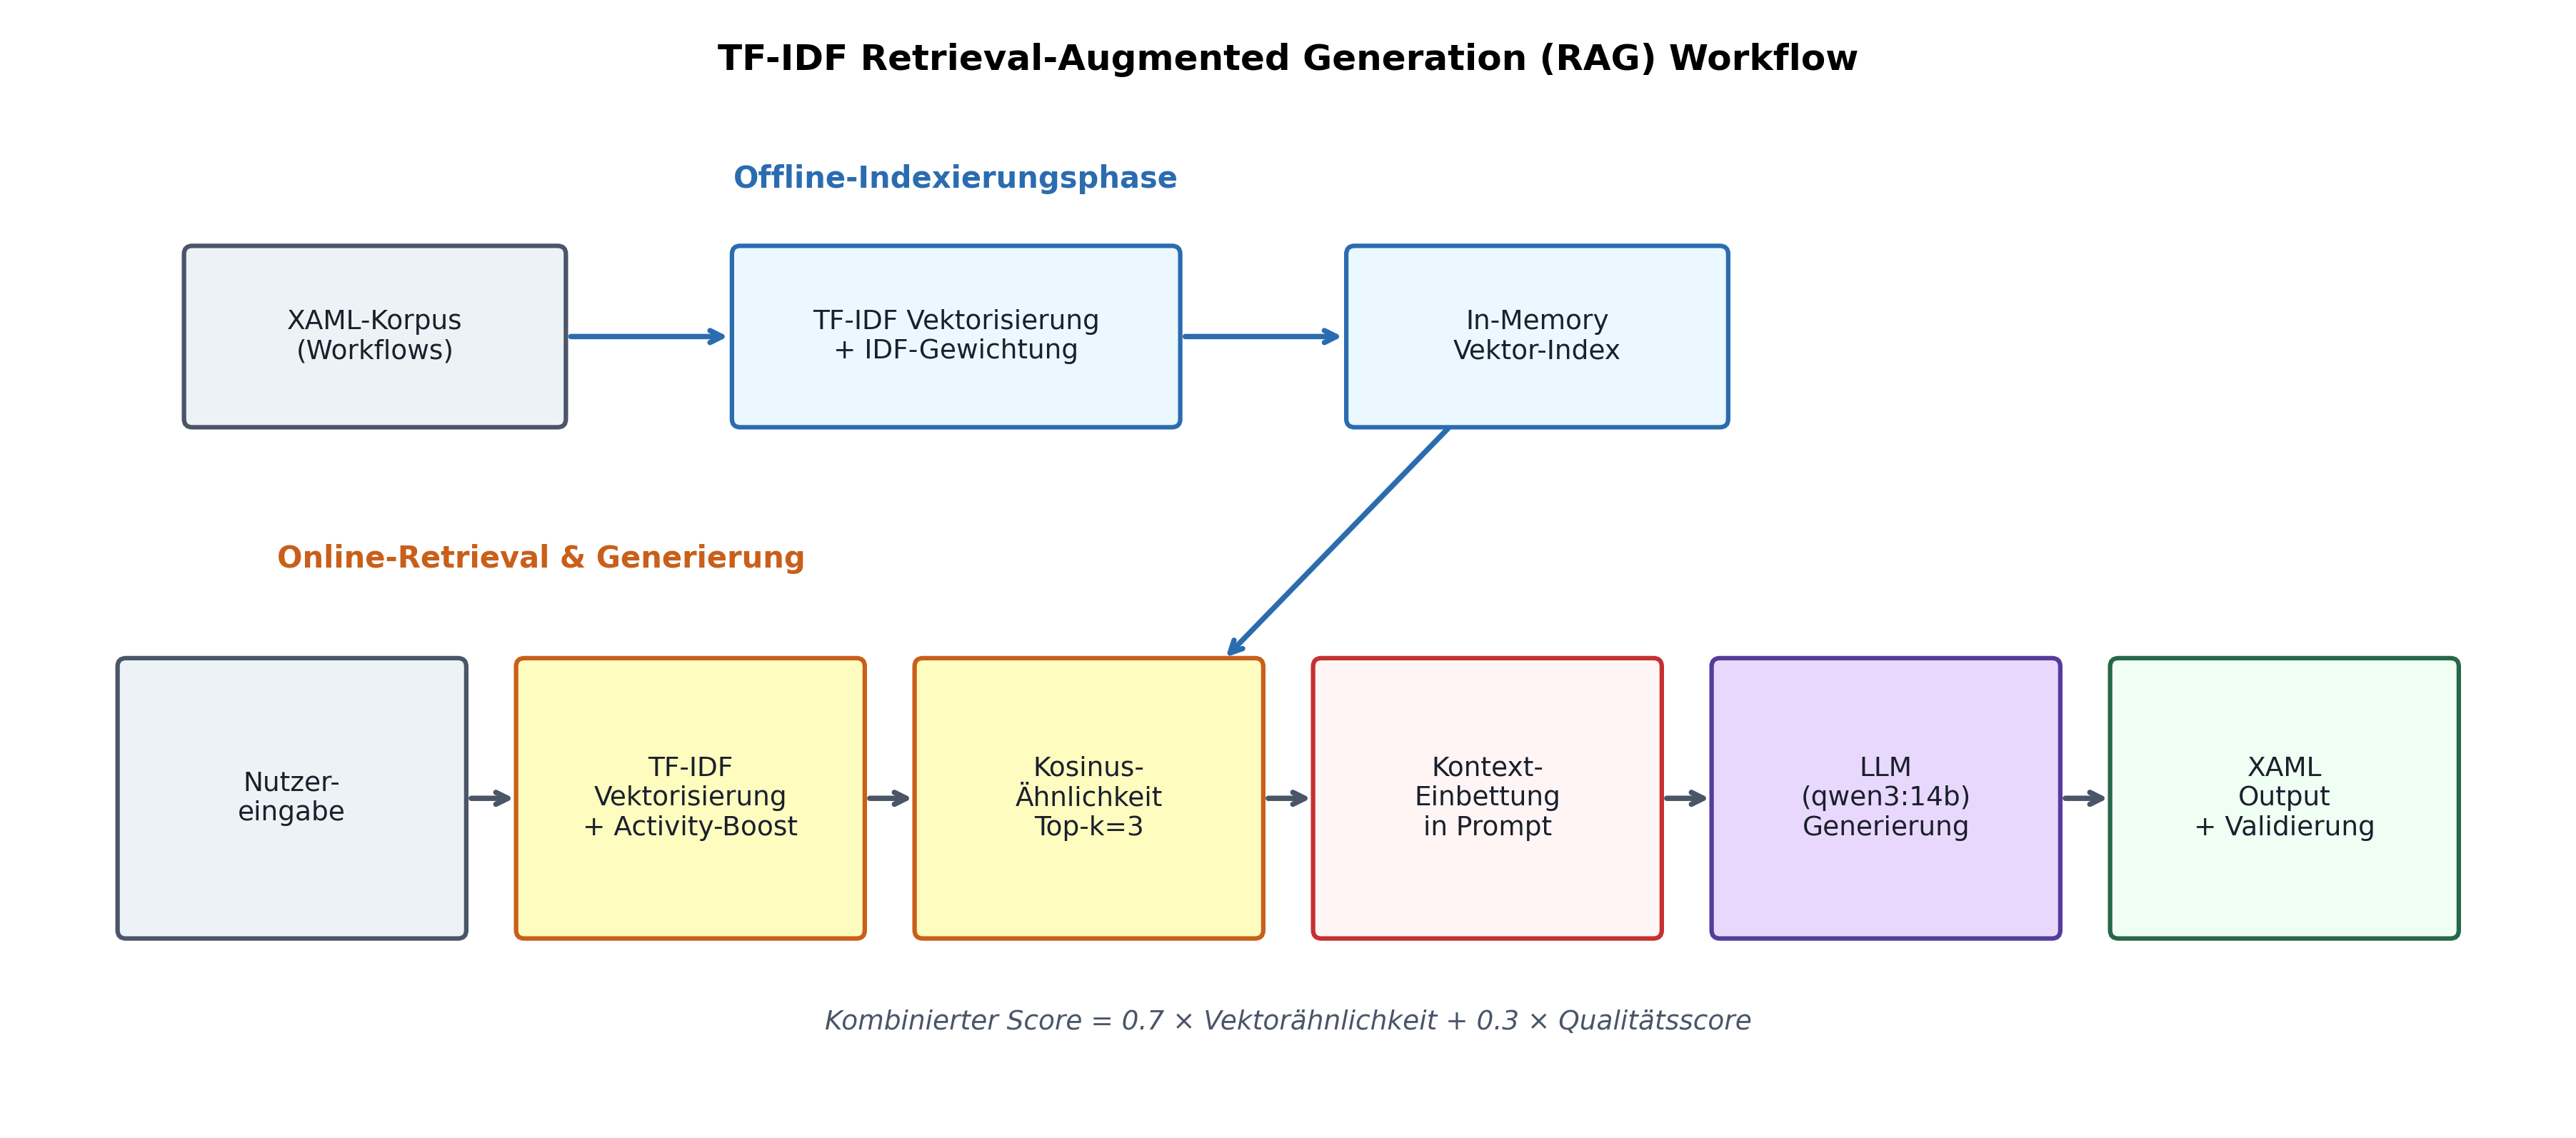 TF-IDF Retrieval-Augmented Generation (RAG) Workflow
Offline-Indexierungsphase
XAML-Korpus
(Workflows)
TF-IDF Vektorisierung
+ IDF-Gewichtung
In-Memory
Vektor-Index
Online-Retrieval & Generierung
Nutzer-
eingabe
TF-IDF
Vektorisierung
+ Activity-Boost
Kosinus-
Ähnlichkeit
Top-k=3
Kontext-
Einbettung
in Prompt
LLM
(qwen3:14b)
Generierung
XAML
Output
+ Validierung
Kombinierter Score = 0.7 × Vektorähnlichkeit + 0.3 × Qualitätsscore